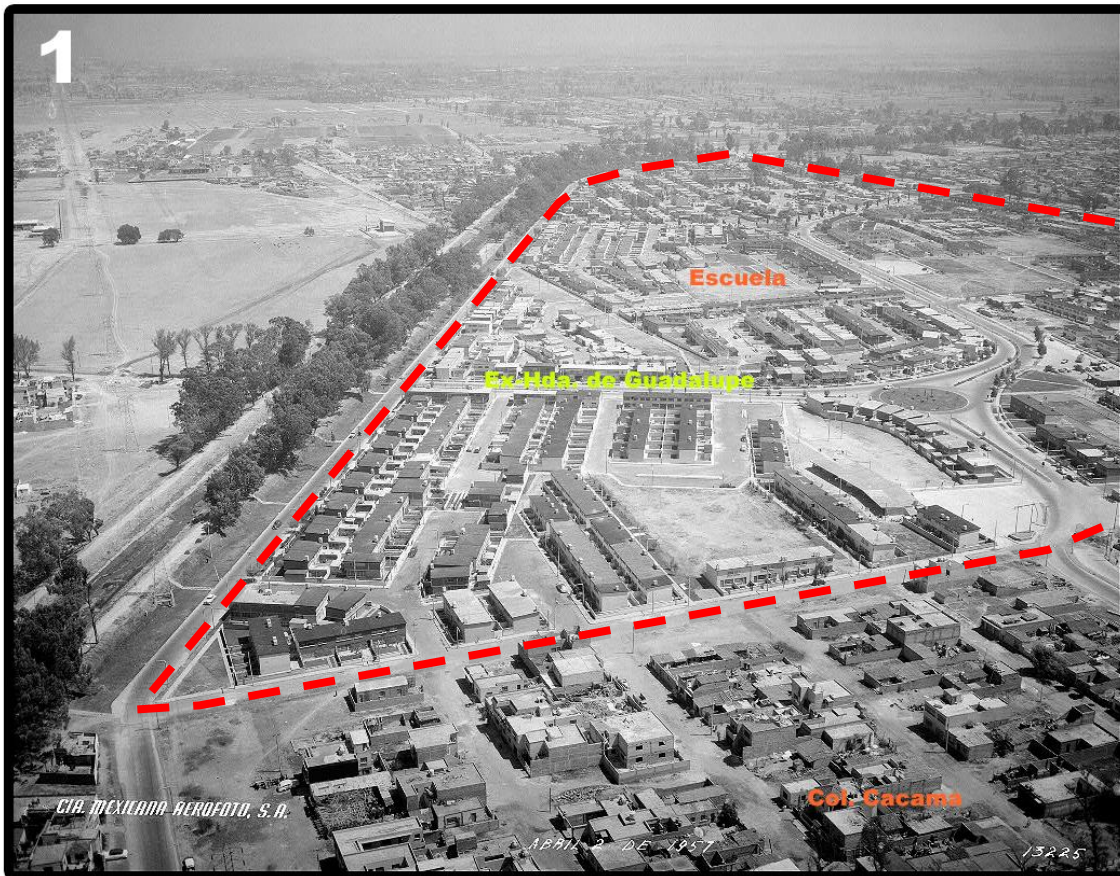 1
Escuela
Ex-Hda. de Guadalupe
Col. Cacama
CIA. MEXICANA AEROFOTO, S.A.
ABRIL 2 DE 1957
13225